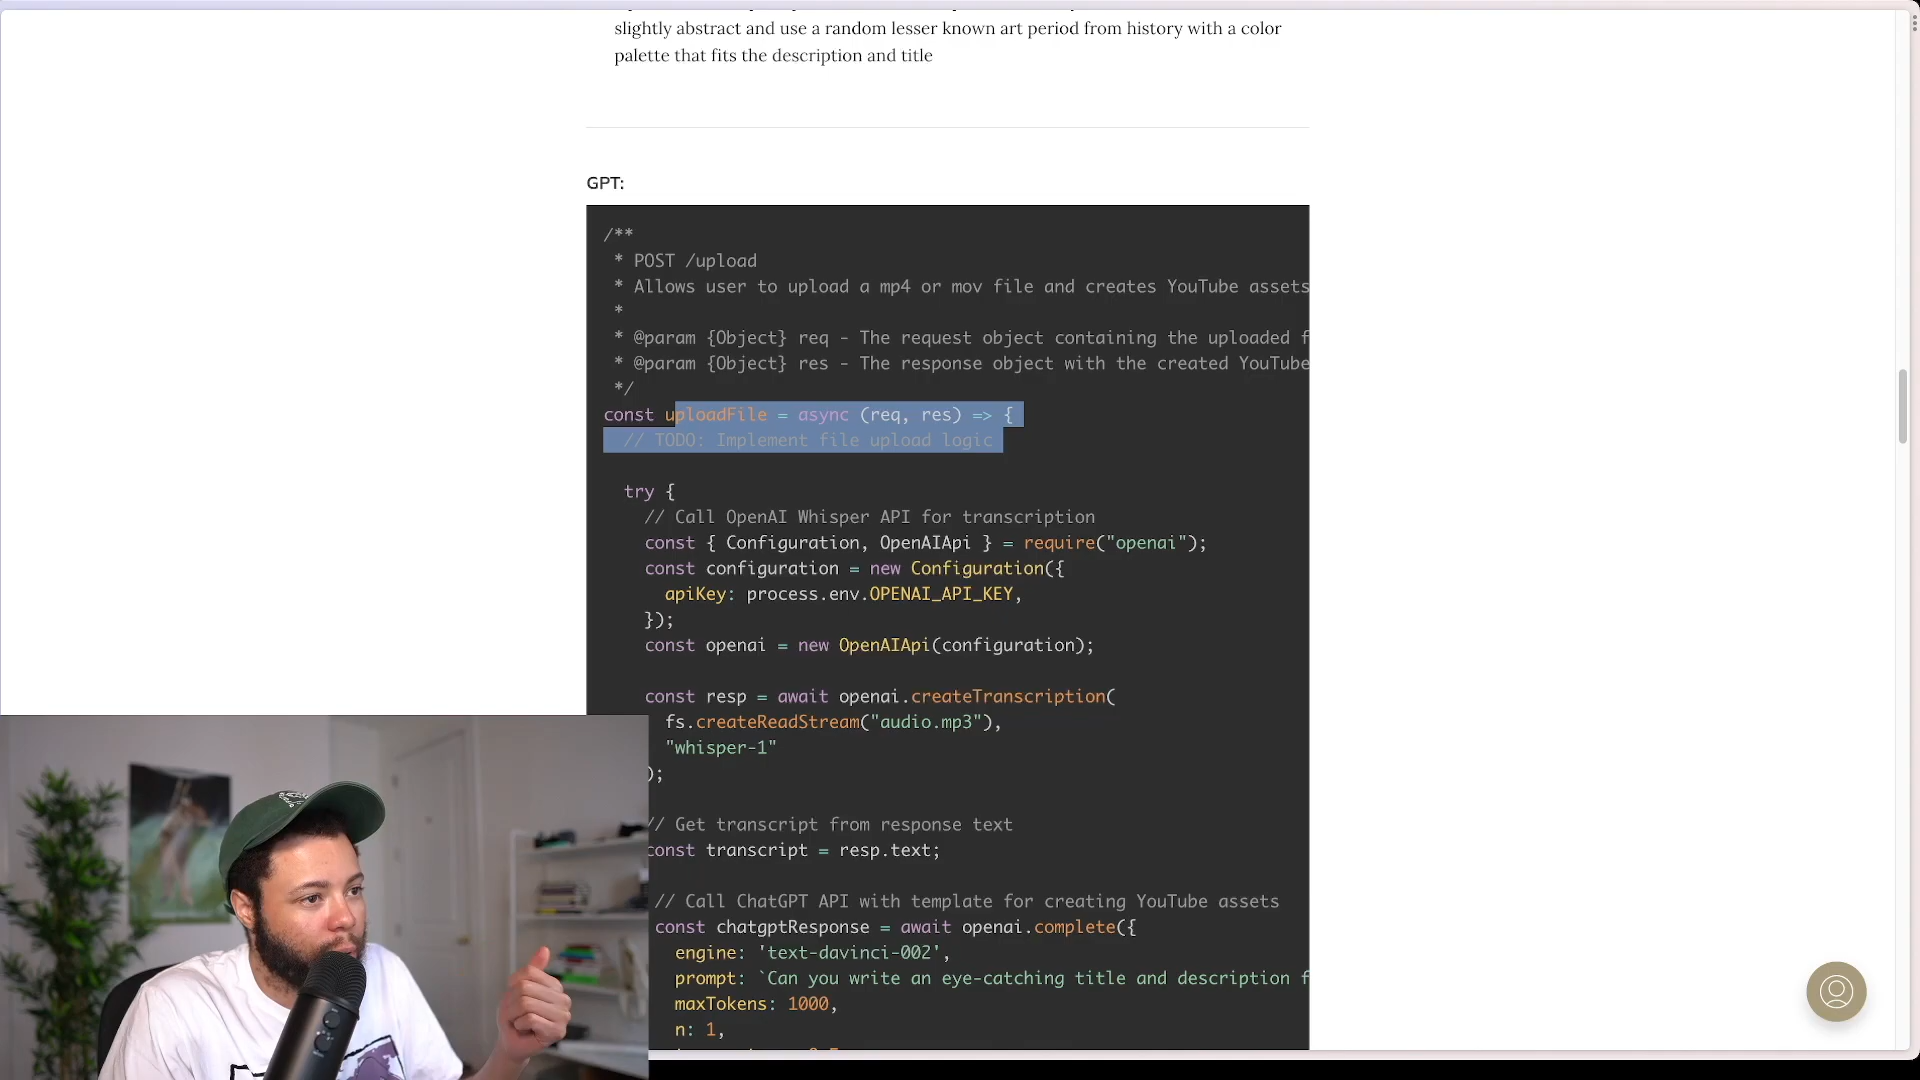 slightly abstract and use a random lesser known art period from history with a color
palette that fits the description and title
GPT:
/**
* POST /upload
* Allows user to upload a mp4 or mov file and creates YouTube assets
*
* @param {Object} req - The request object containing the uploaded f
* @param {Object} res - The response object with the created YouTube
*/
const uploadFile = async (req, res) => {
// TODO: Implement file upload logic
try {
// Call OpenAI Whisper API for transcription
const { Configuration, OpenAIApi } = require("openai");
const configuration = new Configuration({
apiKey: process.env.OPENAI_API_KEY,
});
const openai = new OpenAIApi(configuration);
const resp = await openai.createTranscription(
fs.createReadStream("audio.mp3"),
"whisper-1"
);
// Get transcript from response text
const transcript = resp.text;
// Call ChatGPT API with template for creating YouTube assets
const chatgptResponse = await openai.complete({
engine: 'text-davinci-002',
prompt: `Can you write an eye-catching title and description f
maxTokens: 1000,
n: 1,